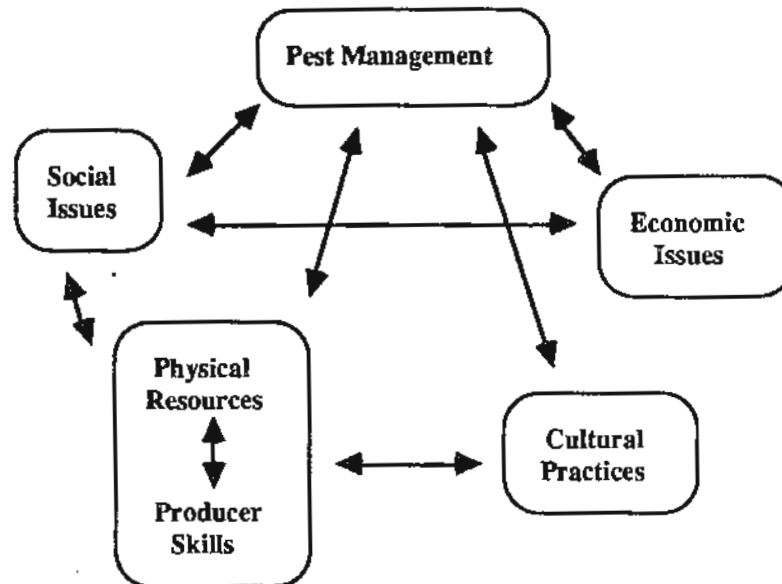 Pest Management
Social
Issues
Economic
Issues
Physical
Resources
Producer
Skills
Cultural
Practices